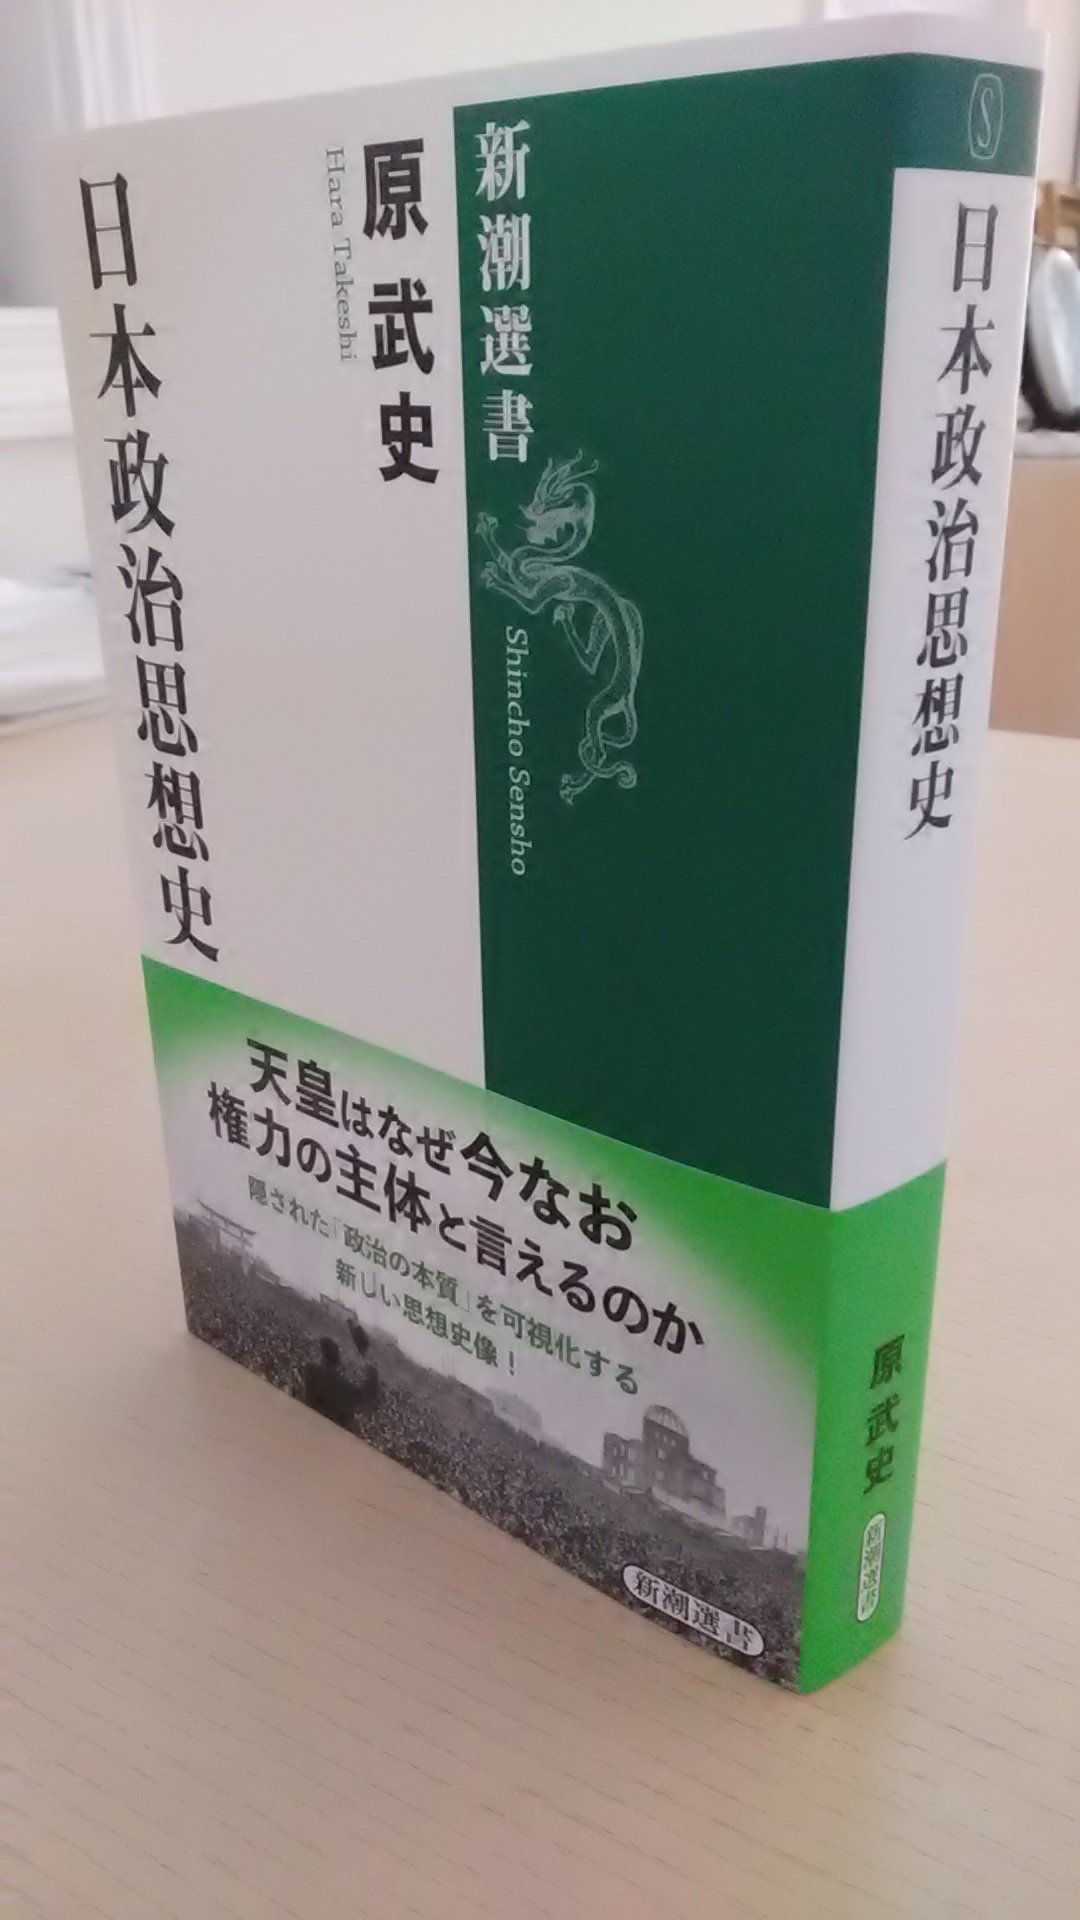 日本政治思想史
原 武史
Hara Takeshi
新潮選書
Shincho Sensho
天皇はなぜ今なお
権力の主体と言えるのか
隠された「政治の本質」を可視化する
新しい思想史像!
新潮選書
S
日本政治思想史
原 武史
新潮選書